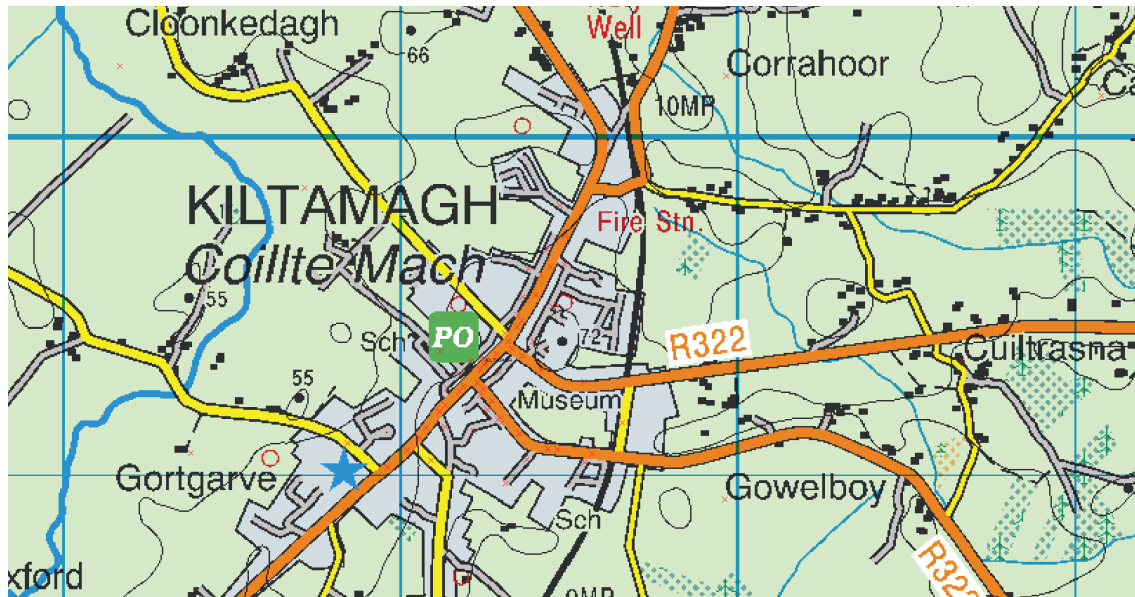 Cloonkedagh
66
Well
Corrahoor
10MP
KILTAMAGH
Fire Stn.
Coillte Mach
55
Sch
PO
72
R322
Cuiltrasna
55
Museum
Gortgarve
Gowelboy
Sch
xford